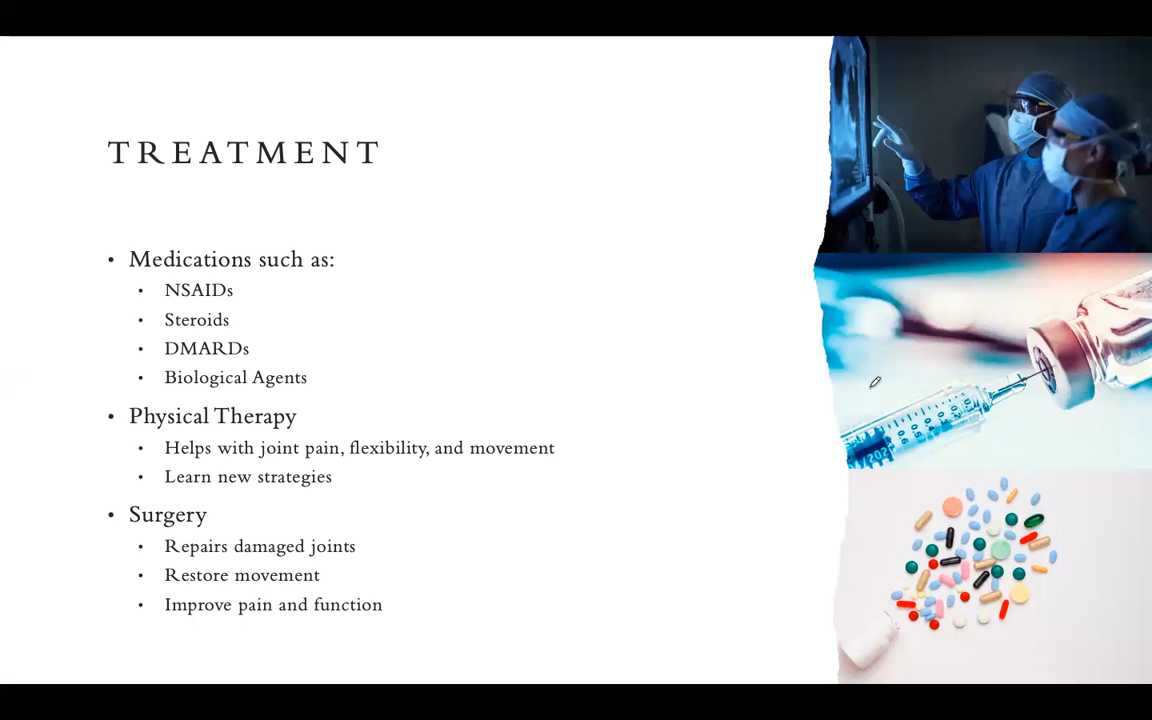 TREATMENT
• Medications such as:
• NSAIDs
• Steroids
• DMARDs
• Biological Agents
• Physical Therapy
• Helps with joint pain, flexibility, and movement
• Learn new strategies
• Surgery
• Repairs damaged joints
• Restore movement
• Improve pain and function